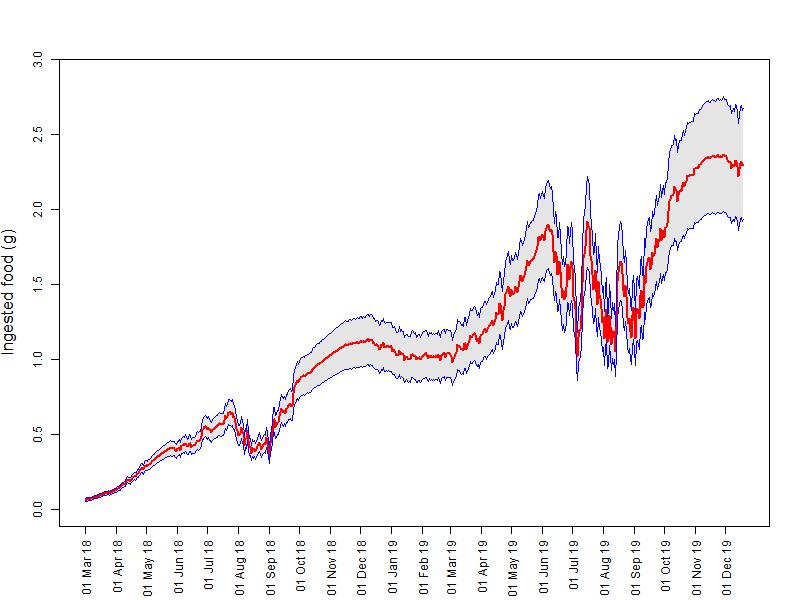 Ingested food (g)
3.0
2.5
2.0
1.5
1.0
0.5
0.0
01 Mar 18
01 Apr 18
01 May 18
01 Jun 18
01 Jul 18
01 Aug 18
01 Sep 18
01 Oct 18
01 Nov 18
01 Dec 18
01 Jan 19
01 Feb 19
01 Mar 19
01 Apr 19
01 May 19
01 Jun 19
01 Jul 19
01 Aug 19
01 Sep 19
01 Oct 19
01 Nov 19
01 Dec 19